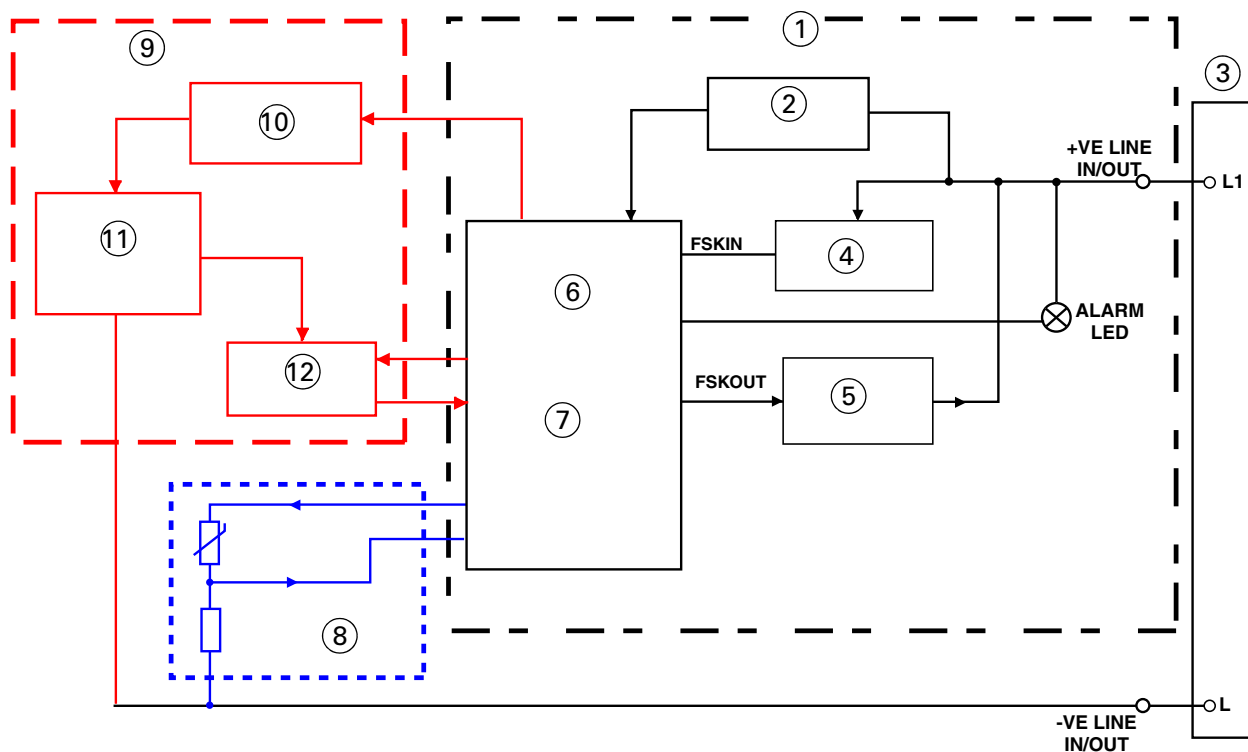 9
1
3
2
10
+VE LINE
IN/OUT
L1
11
FSKIN
4
6
ALARM
LED
12
FSKOUT
5
7
8
L
-VE LINE
IN/OUT